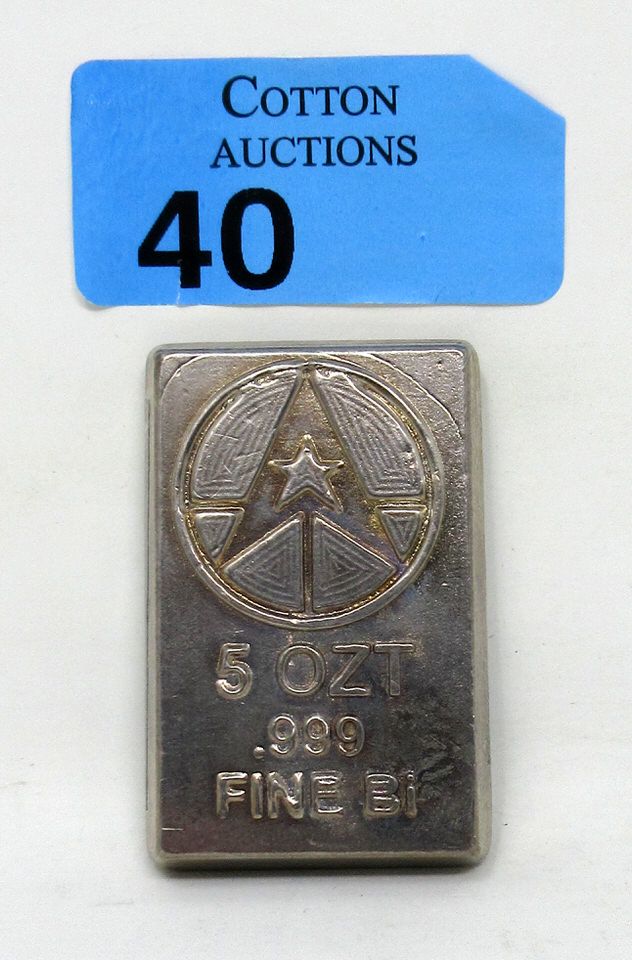 COTTON
AUCTIONS
40
5 OZT
.999
FINE Bi